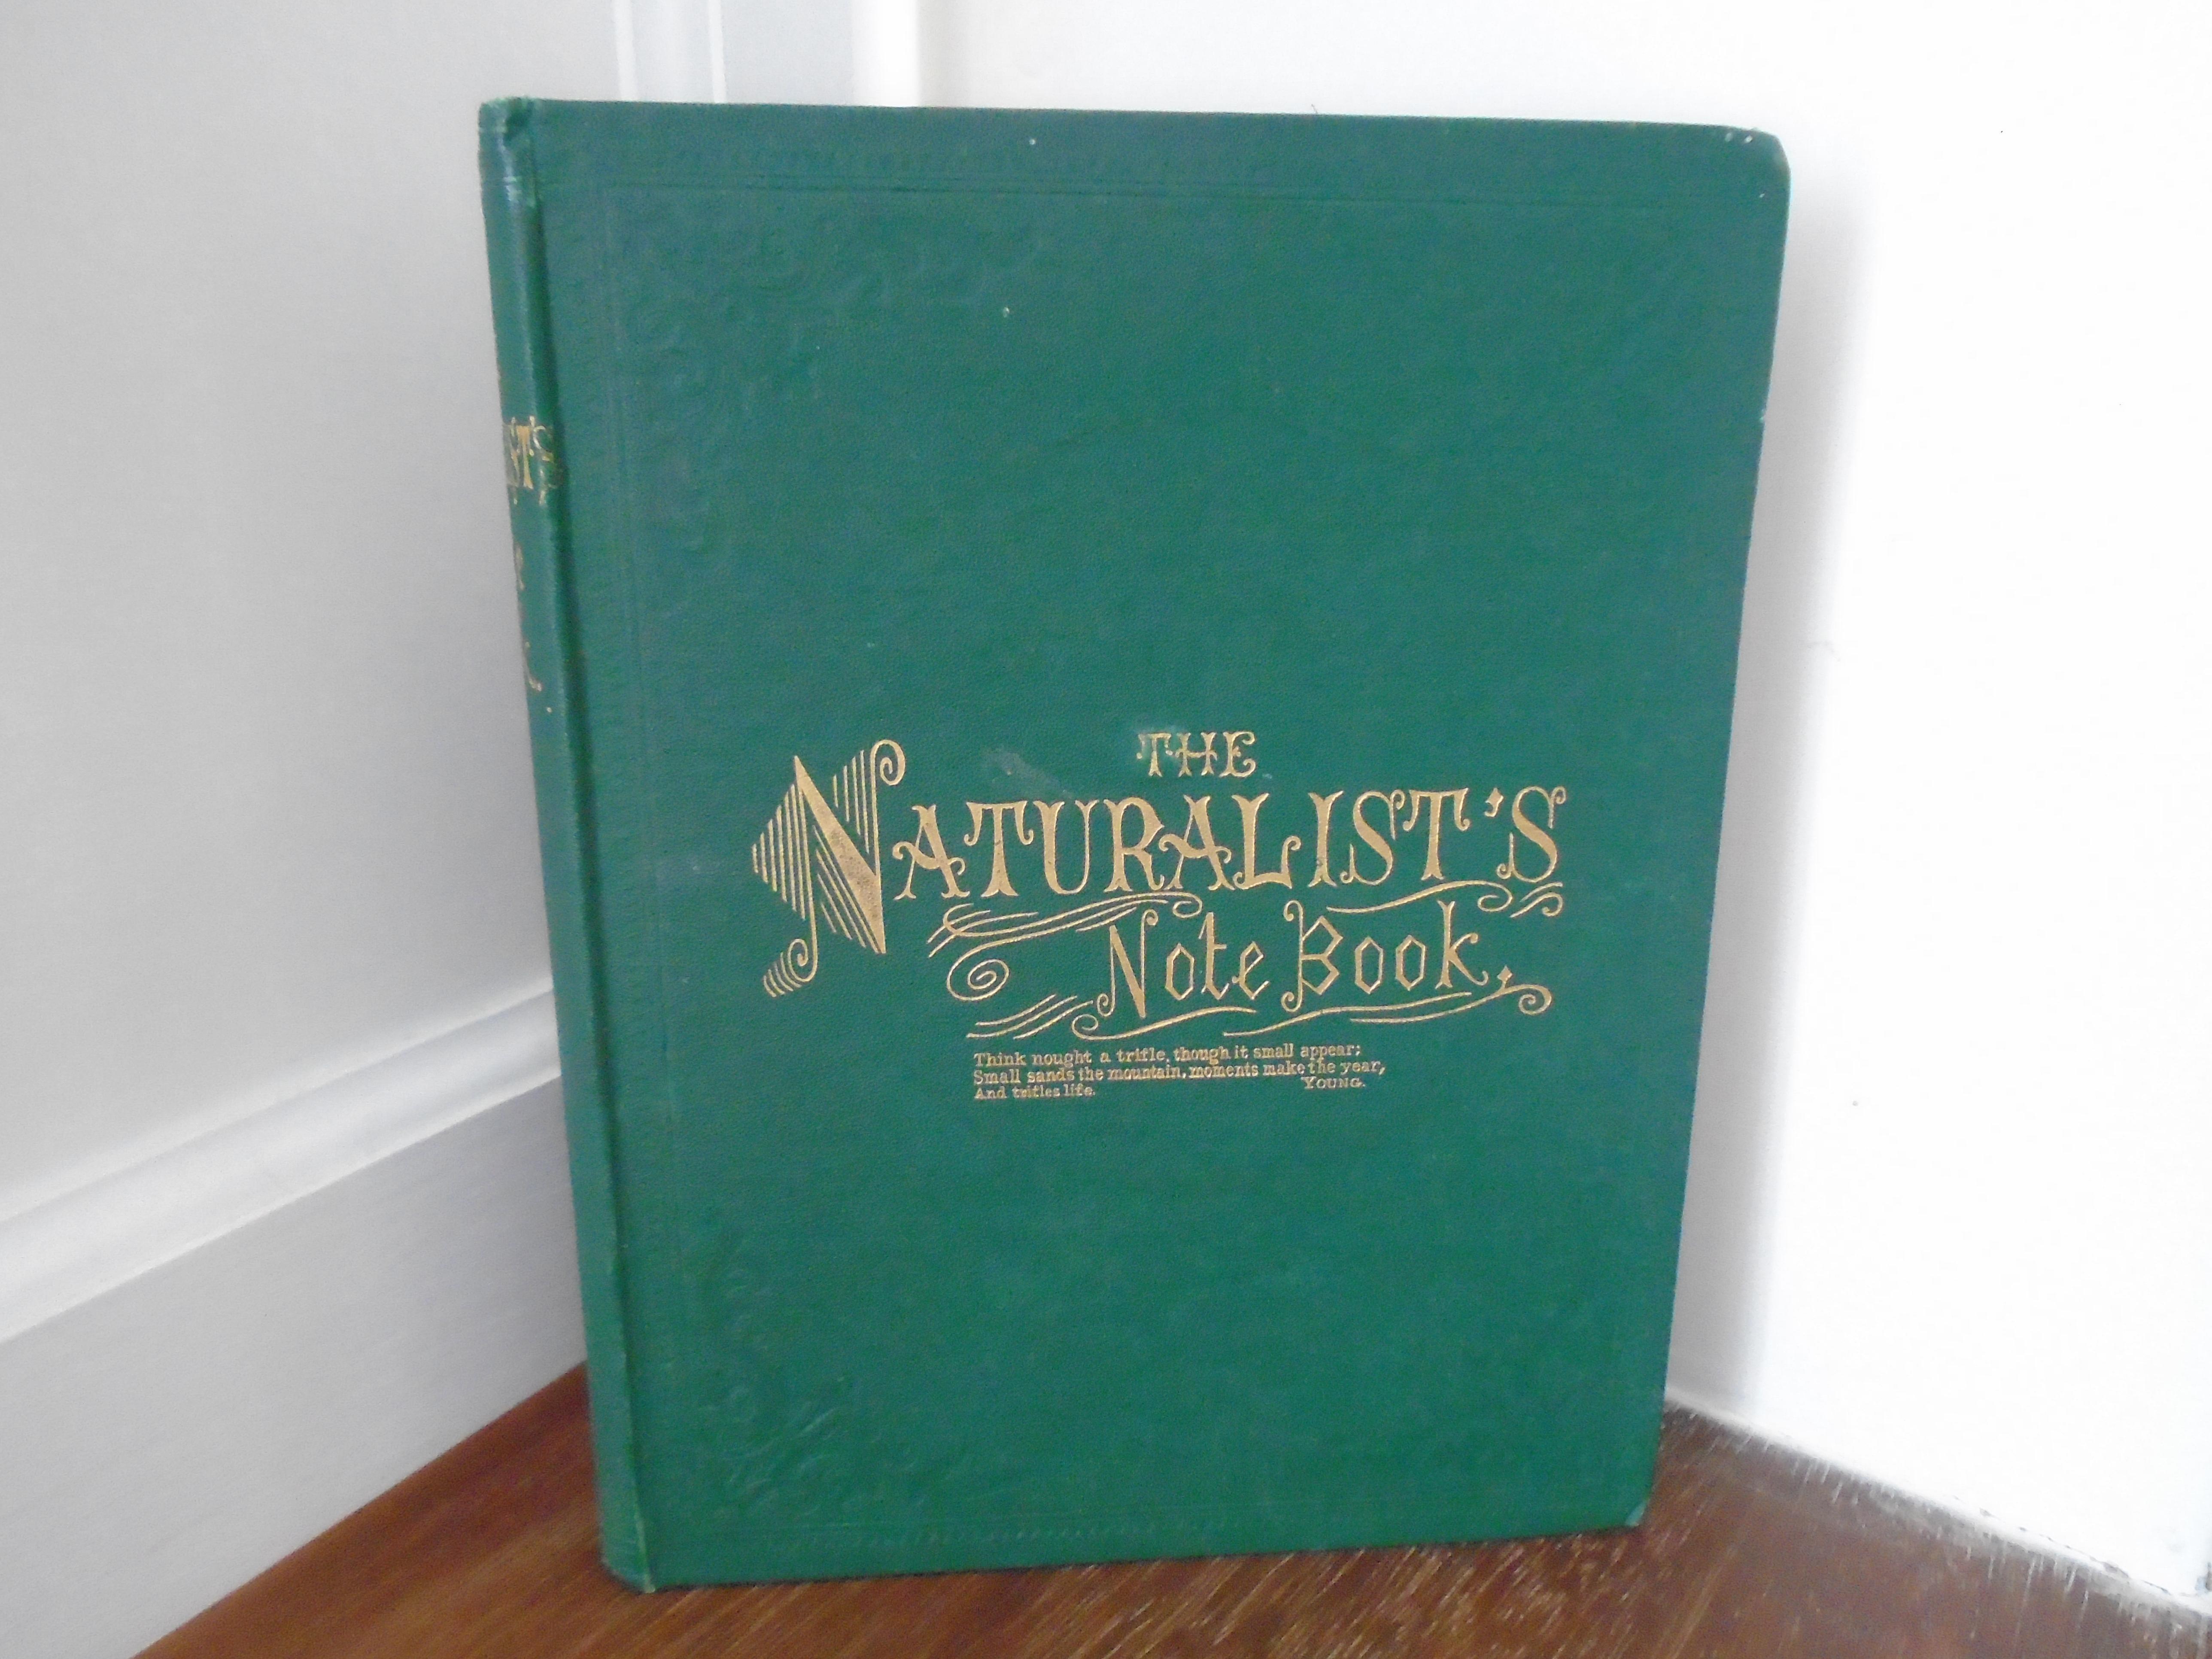 THE
NATURALIST'S
Note Book.
Think nought a trifle, though it small appear;
Small sands the mountain, moments make the year,
And trifles life.
YOUNG.